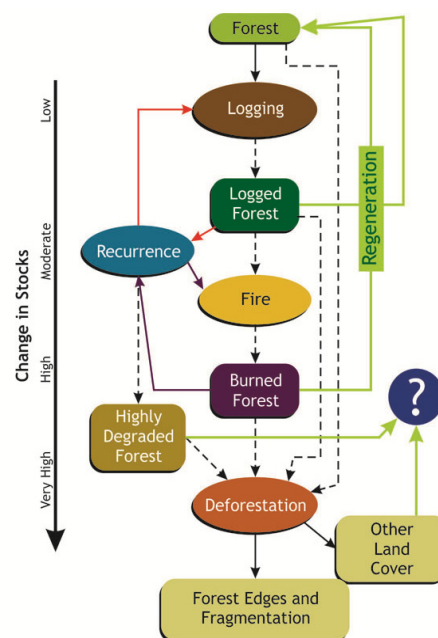 Forest
Low
Logging
Logged
Forest
Regeneration
Recurrence
Moderate
Change in Stocks
Fire
High
Burned
Forest
?
Highly
Degraded
Forest
Very High
Deforestation
Other
Land
Cover
Forest Edges and
Fragmentation